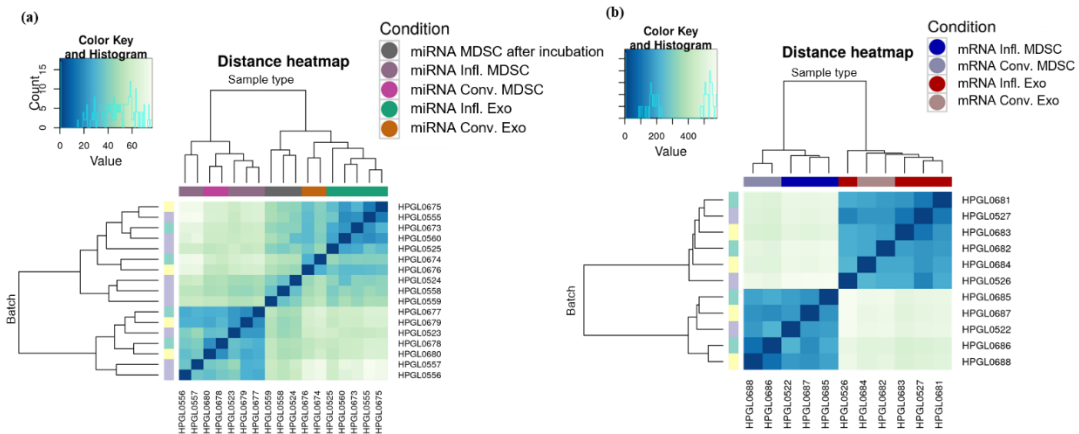 (a)
Color Key
and Histogram
Count
0 5 10 15
0 20 40 60
Value
Distance heatmap
Sample type
Condition
miRNA MDSC after incubation
miRNA Infl. MDSC
miRNA Conv. MDSC
miRNA Infl. Exo
miRNA Conv. Exo
Batch
HPGL0675
HPGL0555
HPGL0673
HPGL0560
HPGL0525
HPGL0674
HPGL0676
HPGL0524
HPGL0558
HPGL0559
HPGL0677
HPGL0679
HPGL0523
HPGL0678
HPGL0680
HPGL0557
HPGL0556
HPGL0556
HPGL0557
HPGL0680
HPGL0678
HPGL0523
HPGL0679
HPGL0677
HPGL0559
HPGL0558
HPGL0524
HPGL0676
HPGL0674
HPGL0525
HPGL0560
HPGL0673
HPGL0555
HPGL0675
(b)
Color Key
and Histogram
0 200 400
Value
Distance heatmap
Sample type
Condition
mRNA Infl. MDSC
mRNA Conv. MDSC
mRNA Infl. Exo
mRNA Conv. Exo
Batch
HPGL0681
HPGL0527
HPGL0683
HPGL0682
HPGL0684
HPGL0526
HPGL0685
HPGL0687
HPGL0522
HPGL0686
HPGL0688
HPGL0688
HPGL0686
HPGL0522
HPGL0687
HPGL0685
HPGL0526
HPGL0684
HPGL0682
HPGL0683
HPGL0527
HPGL0681